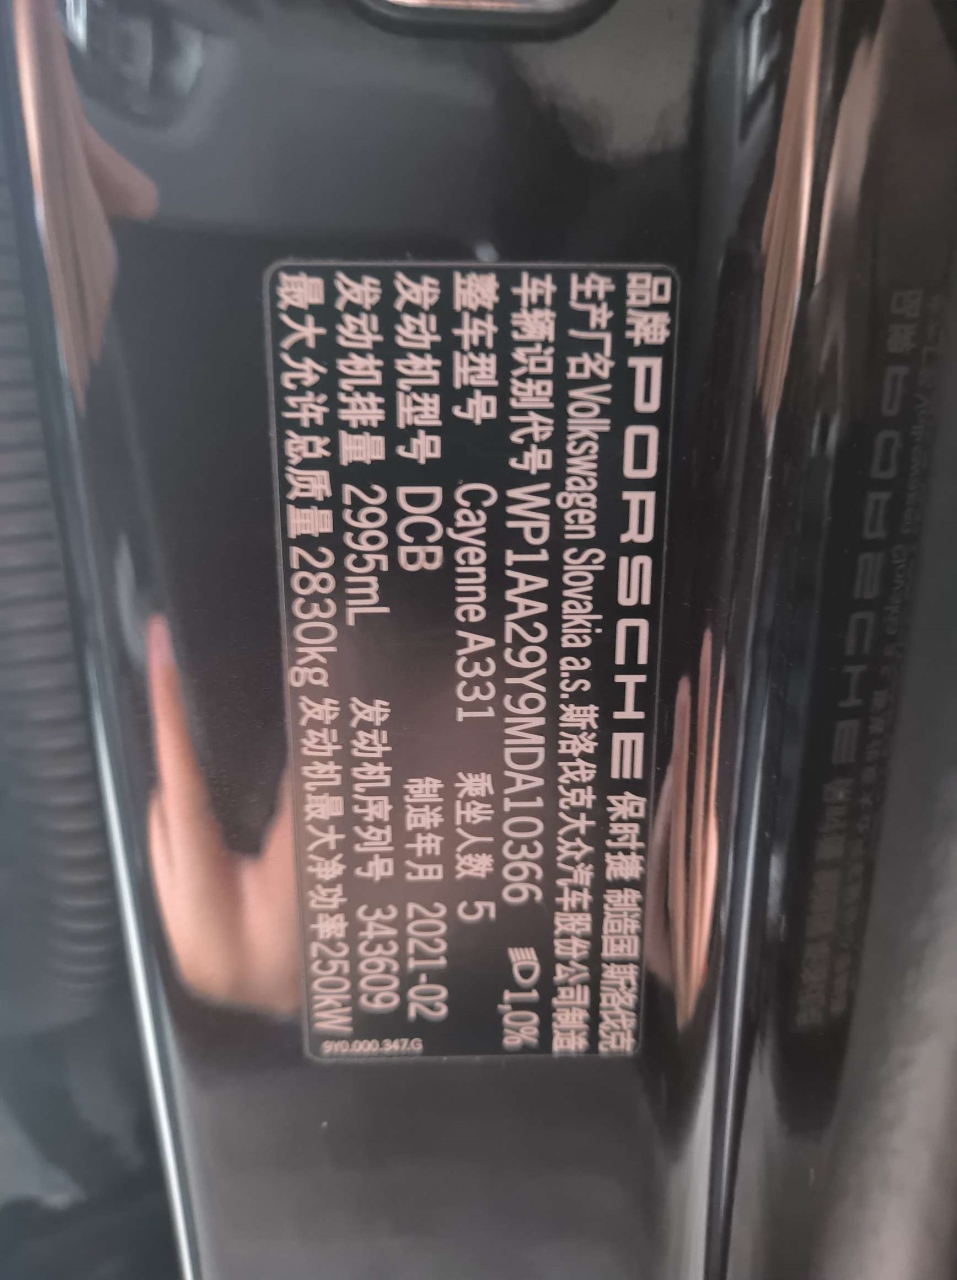 品牌 PORSCHE 保时捷 制造国 斯洛伐克
生产厂名 Volkswagen Slovakia a.s. 斯洛伐克大众汽车股份公司制造
车辆识别代号 WP1AA29Y9MDA10366 1,0%
整车型号 Cayenne A331 乘坐人数 5
发动机型号 DCB 制造年月 2021-02
发动机排量 2995mL 发动机序列号 343609
最大允许总质量 2830kg 发动机最大净功率 250kW
9Y0.000.347.G